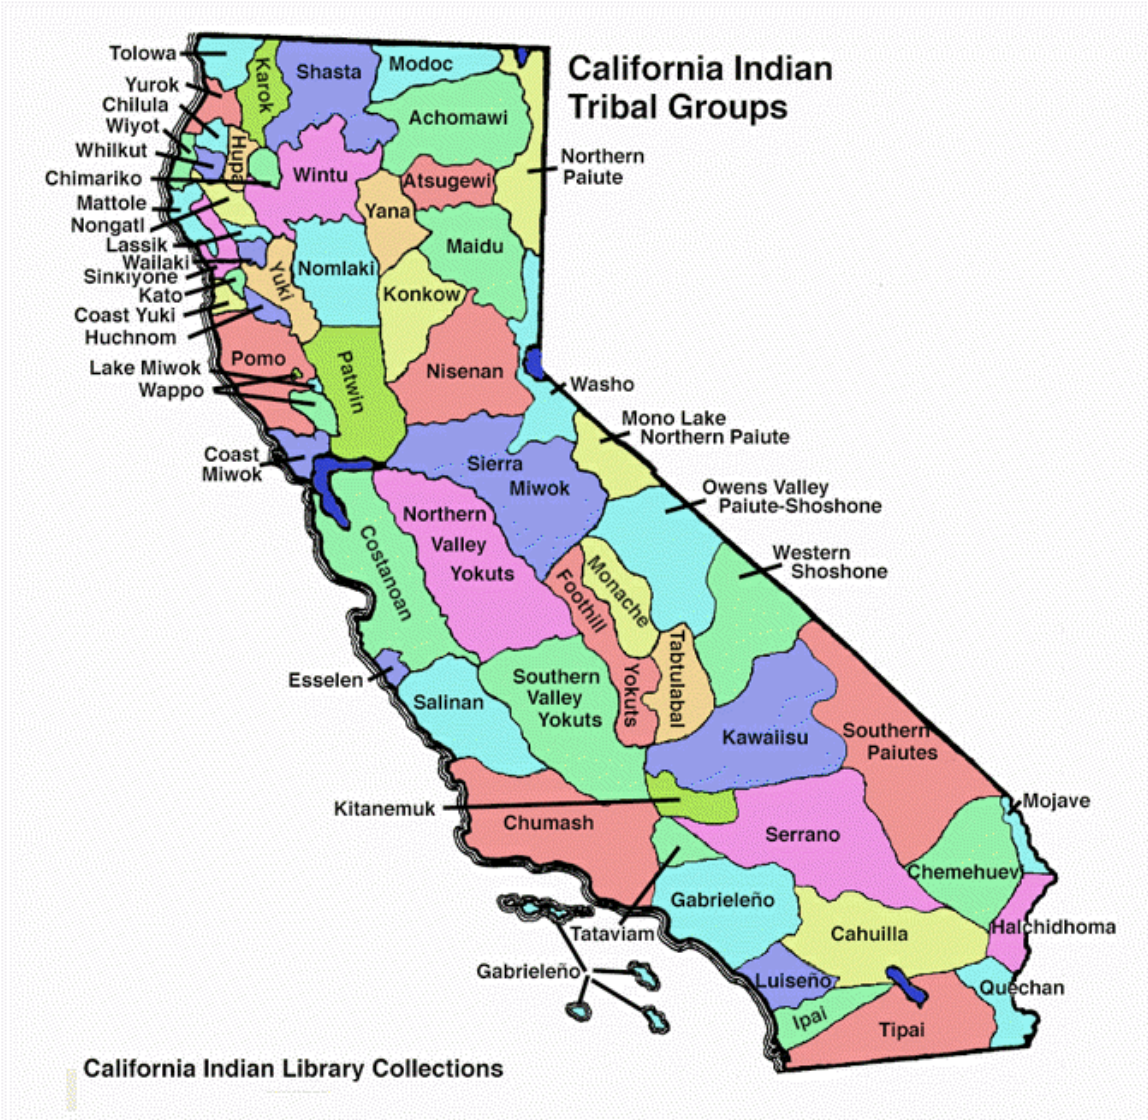 California Indian
Tribal Groups
Tolowa
Yurok
Chilula
Wiyot
Whilkut
Chimariko
Mattole
Nongatl
Lassik
Wailaki
Sinkiyone
Kato
Coast Yuki
Huchnom
Lake Miwok
Wappo
Coast
Miwok
Karok
Shasta
Modoc
Achomawi
Northern
Paiute
Hupa
Wintu
Atsugewi
Yana
Maidu
Yuki
Nomlaki
Konkow
Pomo
Patwin
Nisenan
Washo
Mono Lake
Northern Paiute
Sierra
Miwok
Owens Valley
Paiute-Shoshone
Northern
Valley
Yokuts
Costanoan
Western
Shoshone
Monache
Foothill
Yokuts
Tabtulabal
Esselen
Salinan
Southern
Valley
Yokuts
Kawaiisu
Southern
Paiutes
Kitanemuk
Chumash
Serrano
Mojave
Chemehuev
Gabrieleño
Halchidhoma
Tataviam
Cahuilla
Gabrieleño
Luiseño
Quechan
Ipai
Tipai
California Indian Library Collections